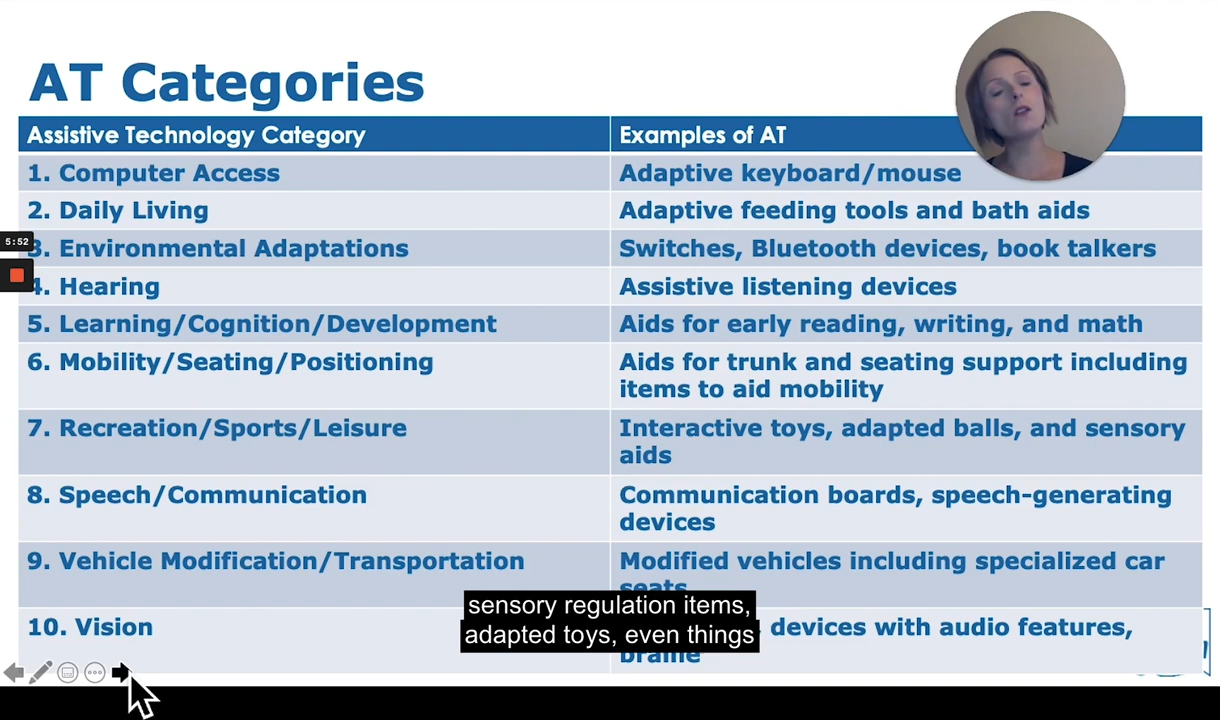 AT Categories
Assistive Technology Category Examples of AT
1. Computer Access Adaptive keyboard/mouse
2. Daily Living Adaptive feeding tools and bath aids
5:52
3. Environmental Adaptations Switches, Bluetooth devices, book talkers
4. Hearing Assistive listening devices
5. Learning/Cognition/Development Aids for early reading, writing, and math
6. Mobility/Seating/Positioning Aids for trunk and seating support including
items to aid mobility
7. Recreation/Sports/Leisure Interactive toys, adapted balls, and sensory
aids
8. Speech/Communication Communication boards, speech-generating
devices
9. Vehicle Modification/Transportation Modified vehicles including specialized car
seats
sensory regulation items,
adapted toys, even things
10. Vision devices with audio features,
braille